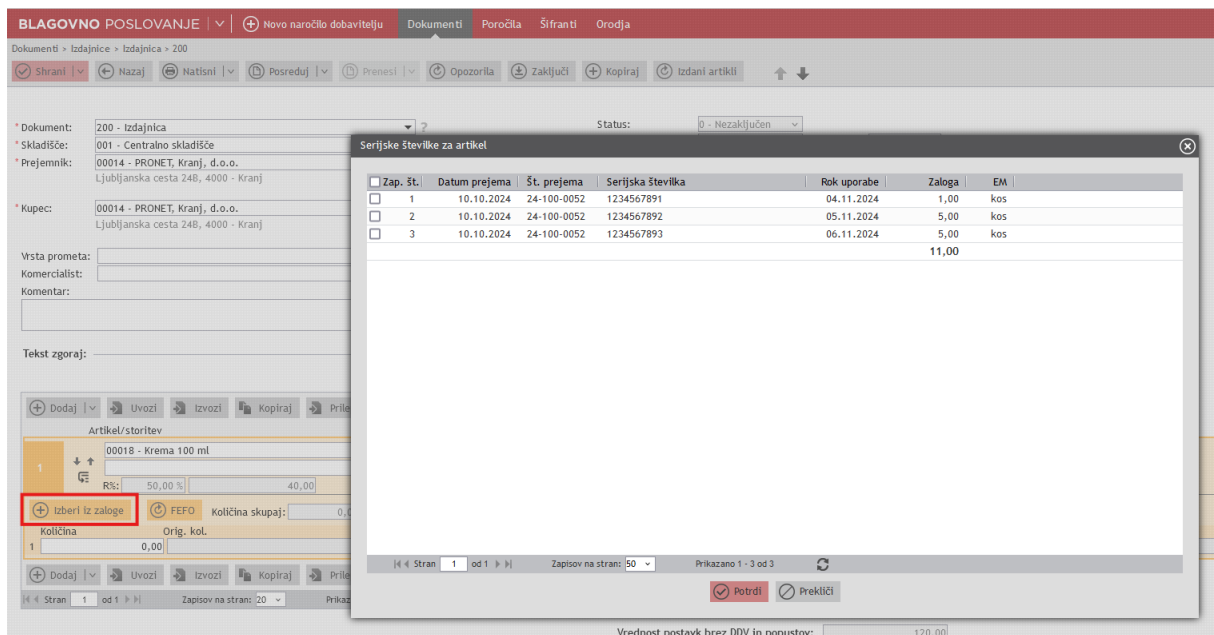 BLAGOVNO POSLOVANJE Novo naročilo dobavitelju Dokumenti Poročila Šifranti Orodja
Dokumenti > Izdajnice > Izdajnica > 200
Shrani Nazaj Natisni Posreduj Prenesi Opozorila Zaključi Kopiraj Izdani artikli
* Dokument: 200 - Izdajnica ? Status: 0 - Nezaključen
* Skladišče: 001 - Centralno skladišče
* Prejemnik: 00014 - PRONET, Kranj, d.o.o.
Ljubljanska cesta 24B, 4000 - Kranj
* Kupec: 00014 - PRONET, Kranj, d.o.o.
Ljubljanska cesta 24B, 4000 - Kranj
Vrsta prometa:
Komercialist:
Komentar:
Tekst zgoraj:
Dodaj Uvozi Izvozi Kopiraj
Artikel/storitev
1 00018 - Krema 100 ml
R%: 50,00 % 40,00
Izberi iz zaloge FEFO Količina skupaj:
Količina Orig. kol.
1 0,00
Dodaj Uvozi Izvozi Kopiraj
Stran 1 od 1 Zapisov na stran: 20
Serijske številke za artikel
Zap. št. Datum prejema Št. prejema Serijska številka Rok uporabe Zaloga EM
1 10.10.2024 24-100-0052 1234567891 04.11.2024 1,00 kos
2 10.10.2024 24-100-0052 1234567892 05.11.2024 5,00 kos
3 10.10.2024 24-100-0052 1234567893 06.11.2024 5,00 kos
11,00
Stran 1 od 1 Zapisov na stran: 50 Prikazano 1 - 3 od 3
Potrdi Prekliči
Vrednost postavk brez DDV in popustov: 120,00